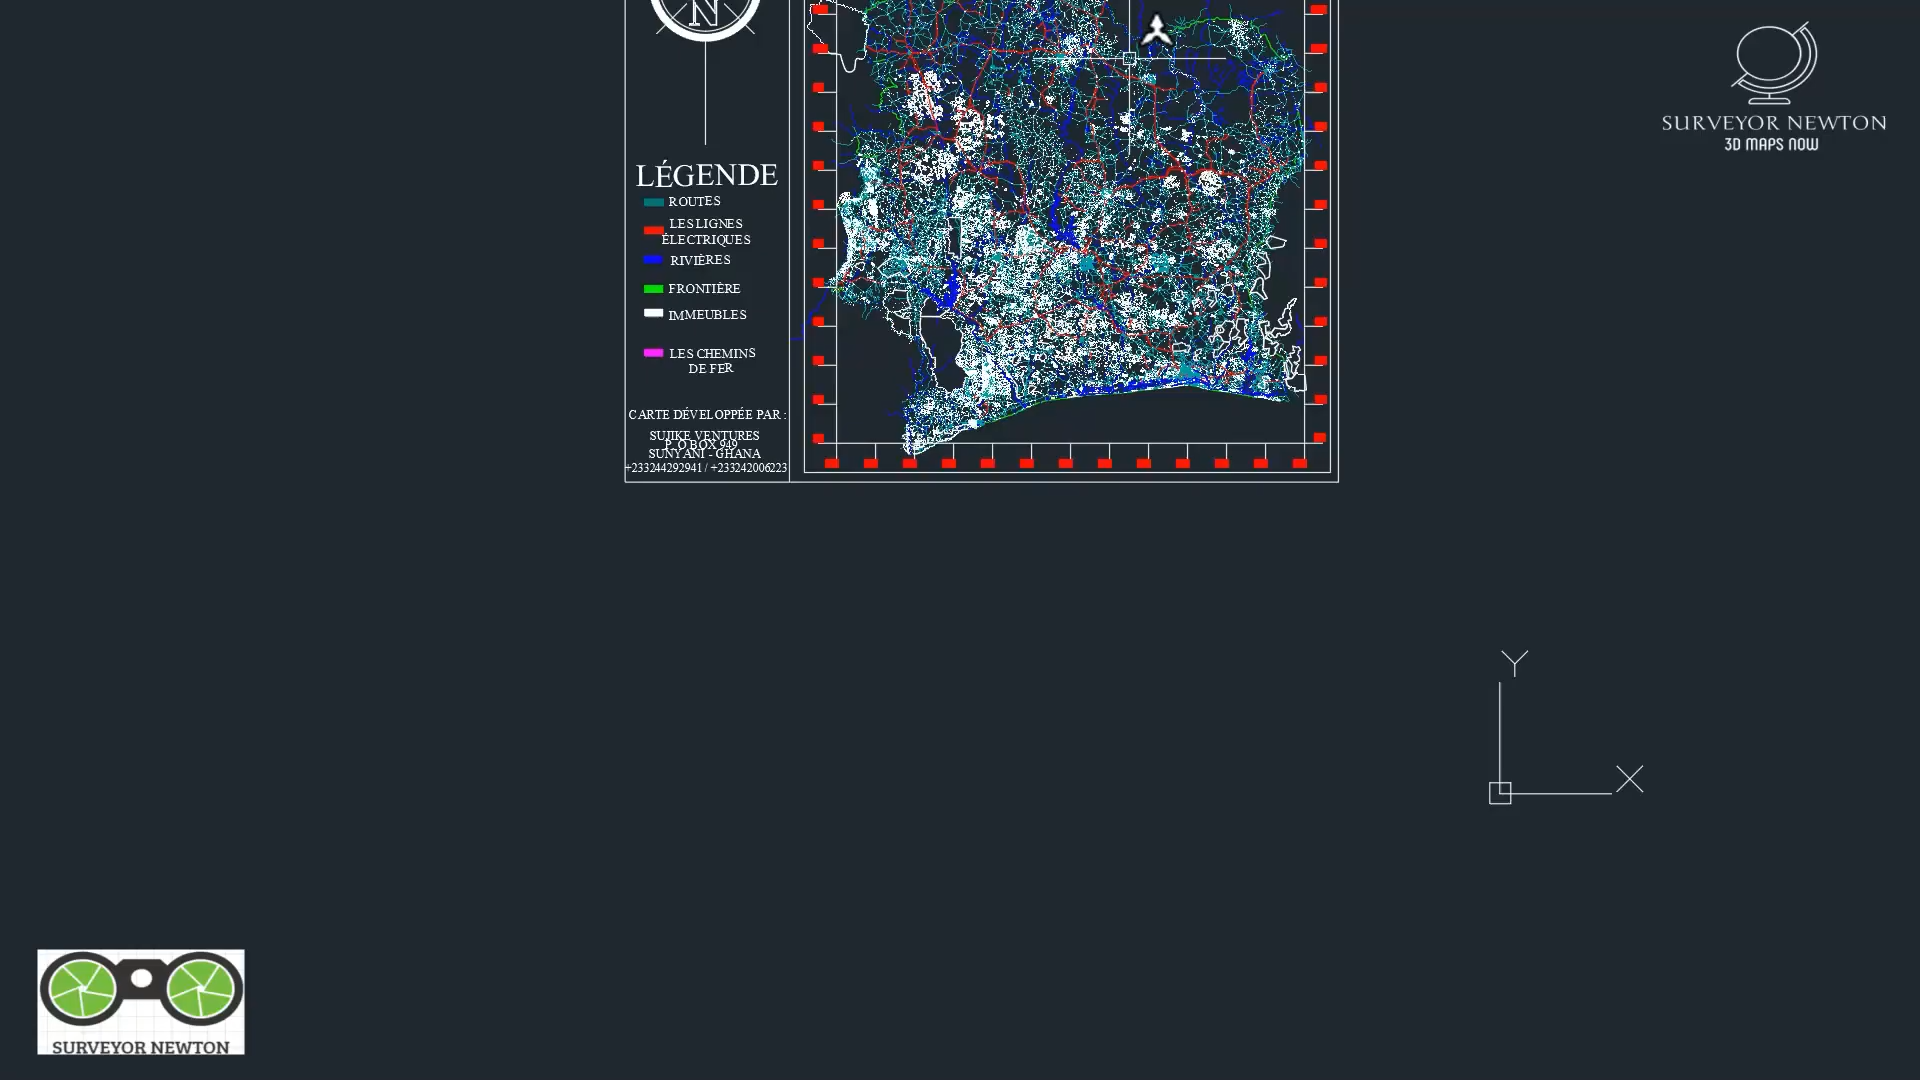 N
LÉGENDE
ROUTES
LES LIGNES
ÉLECTRIQUES
RIVIÈRES
FRONTIÈRE
IMMEUBLES
LES CHEMINS
DE FER
CARTE DÉVELOPPÉE PAR :
SUJIKE VENTURES
P. O BOX 949
SUNYANI - GHANA
+233244292941 / +233242006223
SURVEYOR NEWTON
3D MAPS NOW
Y
X
SURVEYOR NEWTON